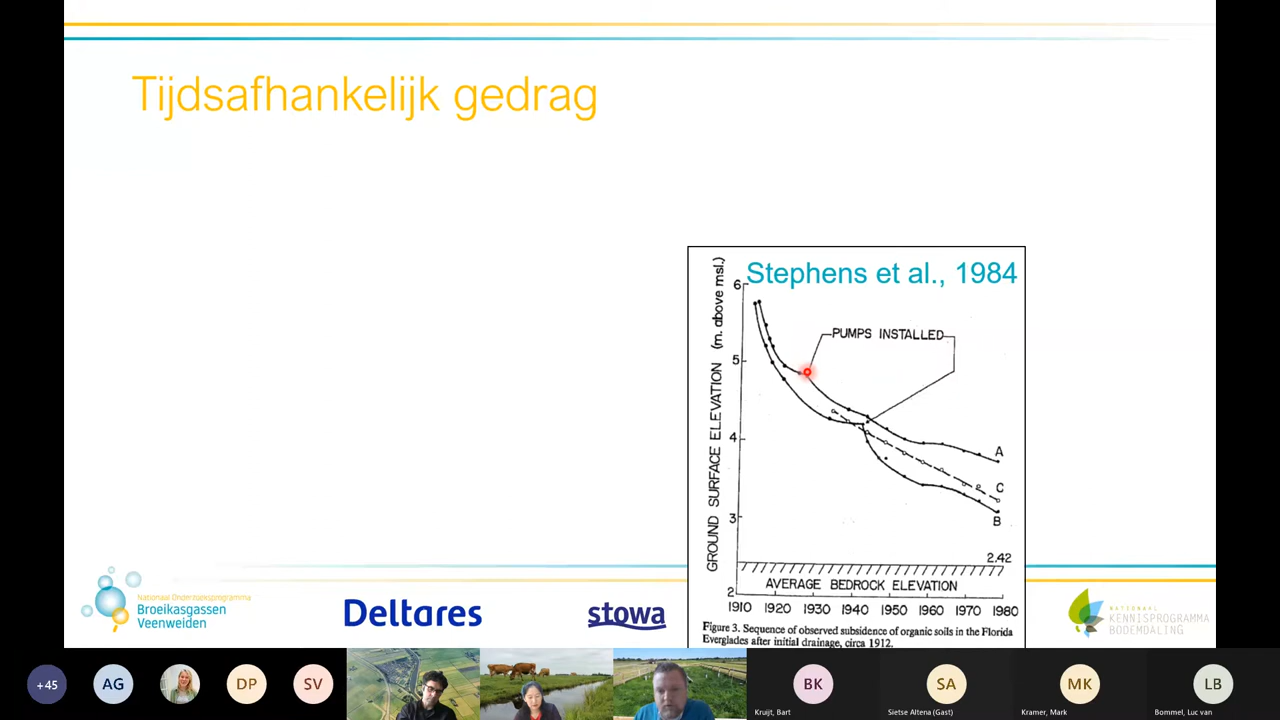 Tijdsafhankelijk gedrag
Stephens et al., 1984
GROUND SURFACE ELEVATION (m. above msl.)
6
5
4
3
2
PUMPS INSTALLED
A
C
B
2.42
AVERAGE BEDROCK ELEVATION
1910 1920 1930 1940 1950 1960 1970 1980
Figure 3. Sequence of observed subsidence of organic soils in the Florida
Everglades after initial drainage, circa 1912.
Nationaal Onderzoeksprogramma
Broeikasgassen
Veenweiden
Deltares
stowa
NATIONAAL
KENNISPROGRAMMA
BODEMDALING
+45
AG
DP
SV
BK
Kruijt, Bart
SA
Sietse Altena (Gast)
MK
Kramer, Mark
LB
Bommel, Luc van